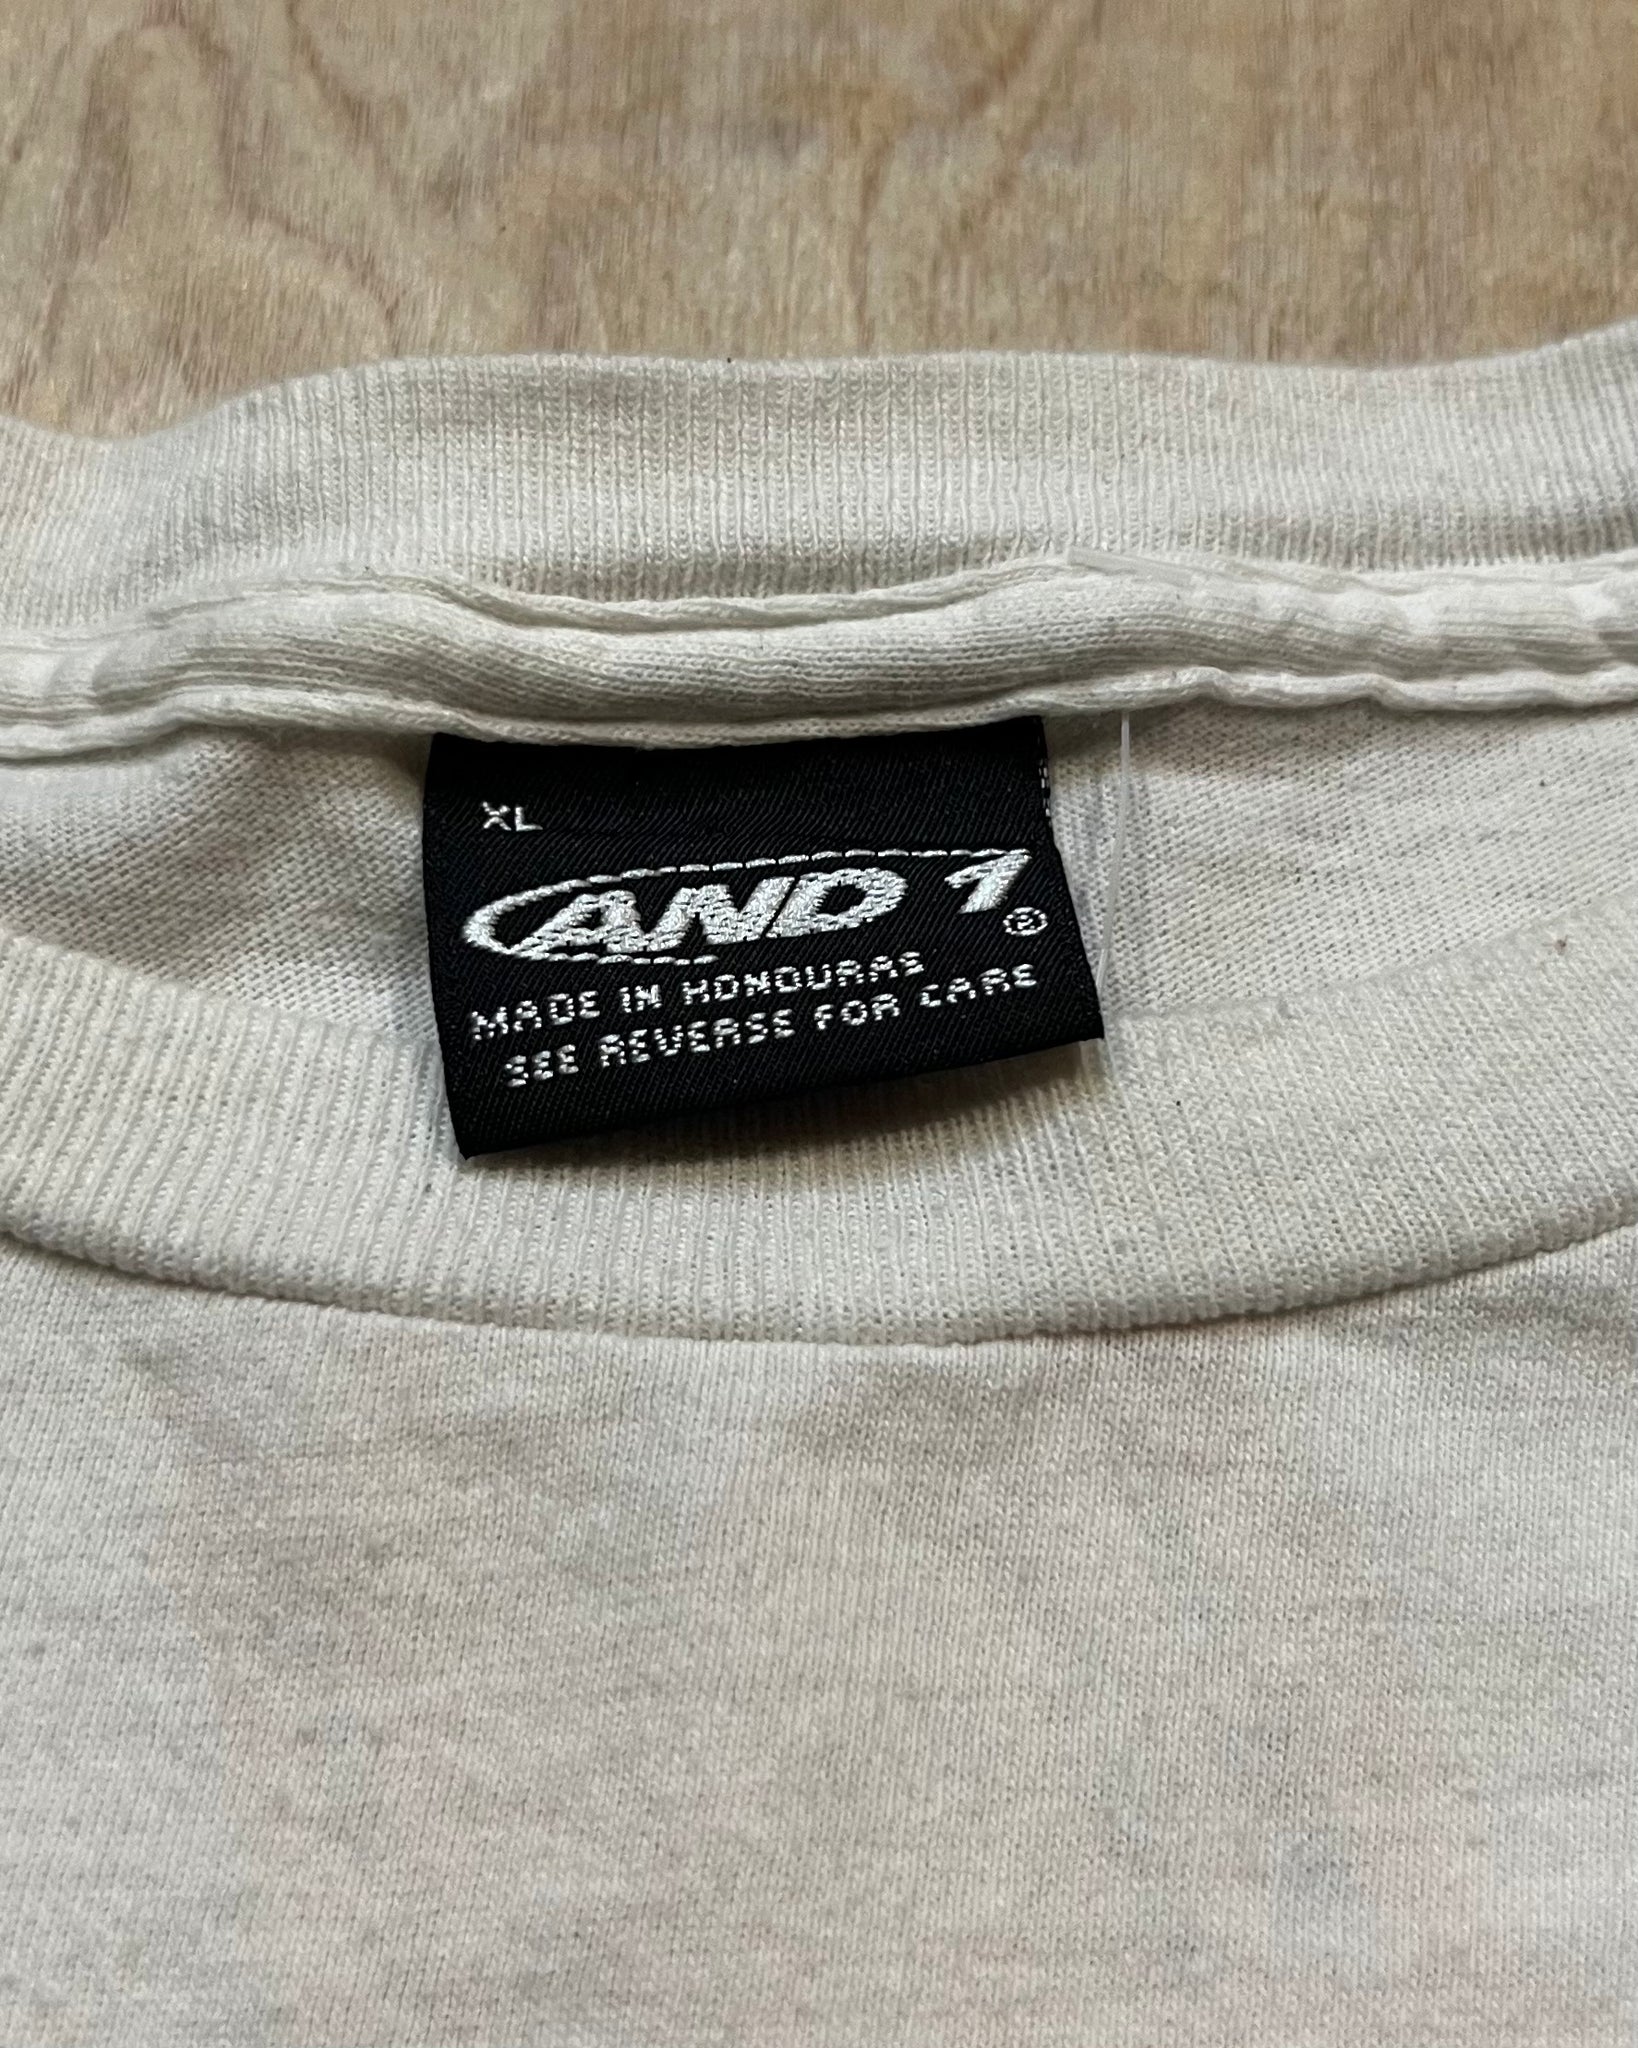 XL
AND 1 ®
MADE IN HONDURAS
SEE REVERSE FOR CARE